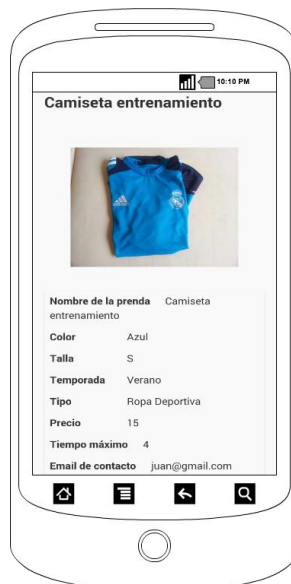 10:10 PM
Camiseta entrenamiento
adidas
Nombre de la prenda Camiseta
entrenamiento
Color Azul
Talla S
Temporada Verano
Tipo Ropa Deportiva
Precio 15
Tiempo máximo 4
Email de contacto juan@gmail.com